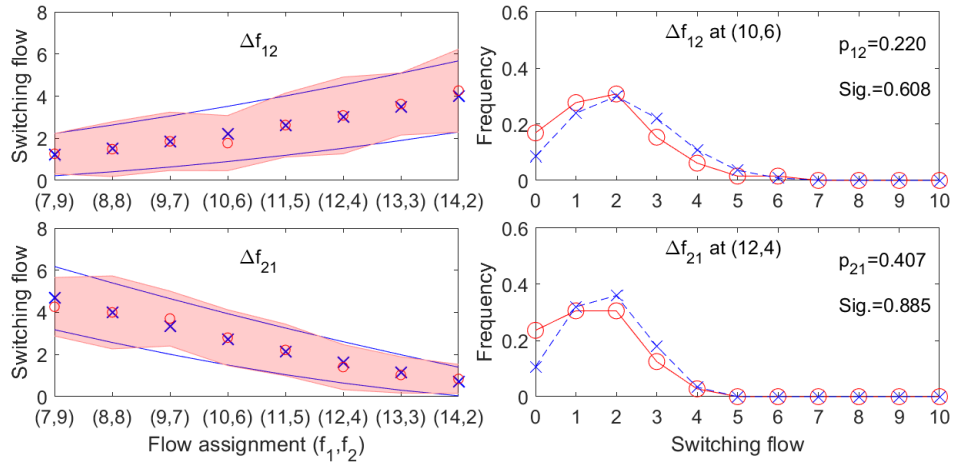 Δf12
Switching flow
8
6
4
2
0
(7,9) (8,8) (9,7) (10,6) (11,5) (12,4) (13,3) (14,2)
Δf12 at (10,6)
p12=0.220
Sig.=0.608
Frequency
0.6
0.4
0.2
0
0 1 2 3 4 5 6 7 8 9 10
Δf21
Switching flow
8
6
4
2
0
(7,9) (8,8) (9,7) (10,6) (11,5) (12,4) (13,3) (14,2)
Flow assignment (f1,f2)
Δf21 at (12,4)
p21=0.407
Sig.=0.885
Frequency
0.6
0.4
0.2
0
0 1 2 3 4 5 6 7 8 9 10
Switching flow